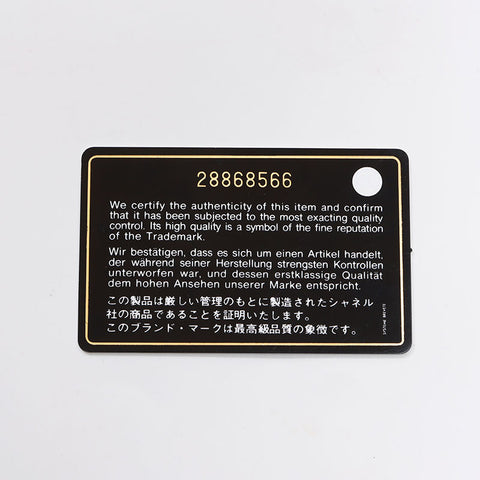 28868566
We certify the authenticity of this item and confirm
that it has been subjected to the most exacting quality
control. Its high quality is a symbol of the fine reputation
of the Trademark.
Wir bestätigen, dass es sich um einen Artikel handelt,
der während seiner Herstellung strengsten Kontrollen
unterworfen war, und dessen erstklassige Qualität
dem hohen Ansehen unserer Marke entspricht.
この製品は厳しい管理のもとに製造されたシャネル
社の商品であることを証明いたします。
このブランド・マークは最高級品質の象徴です。